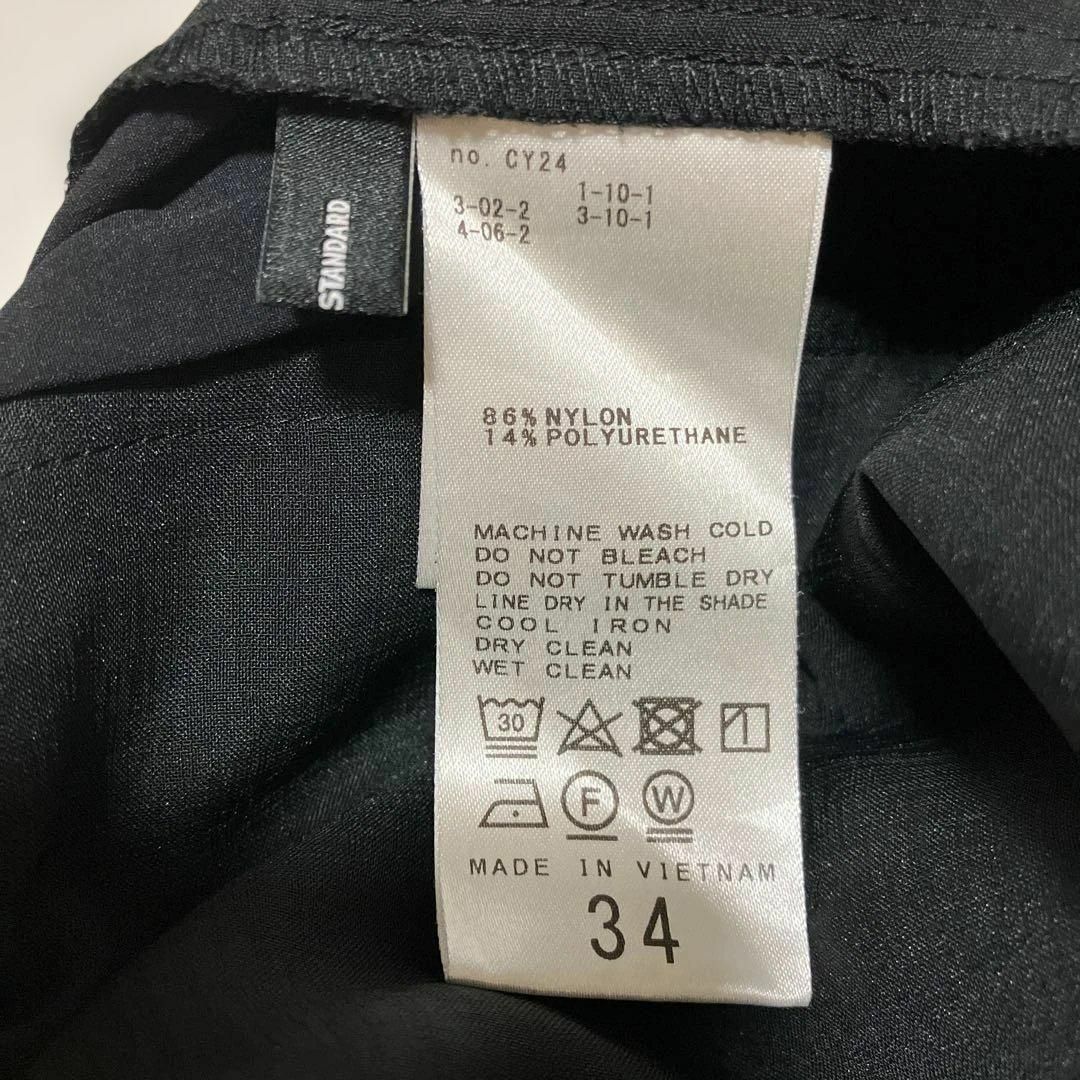 STANDARD
no. CY24
1-10-1
3-02-2 3-10-1
4-06-2
86% NYLON
14% POLYURETHANE
MACHINE WASH COLD
DO NOT BLEACH
DO NOT TUMBLE DRY
LINE DRY IN THE SHADE
COOL IRON
DRY CLEAN
WET CLEAN
30
F W
MADE IN VIETNAM
34